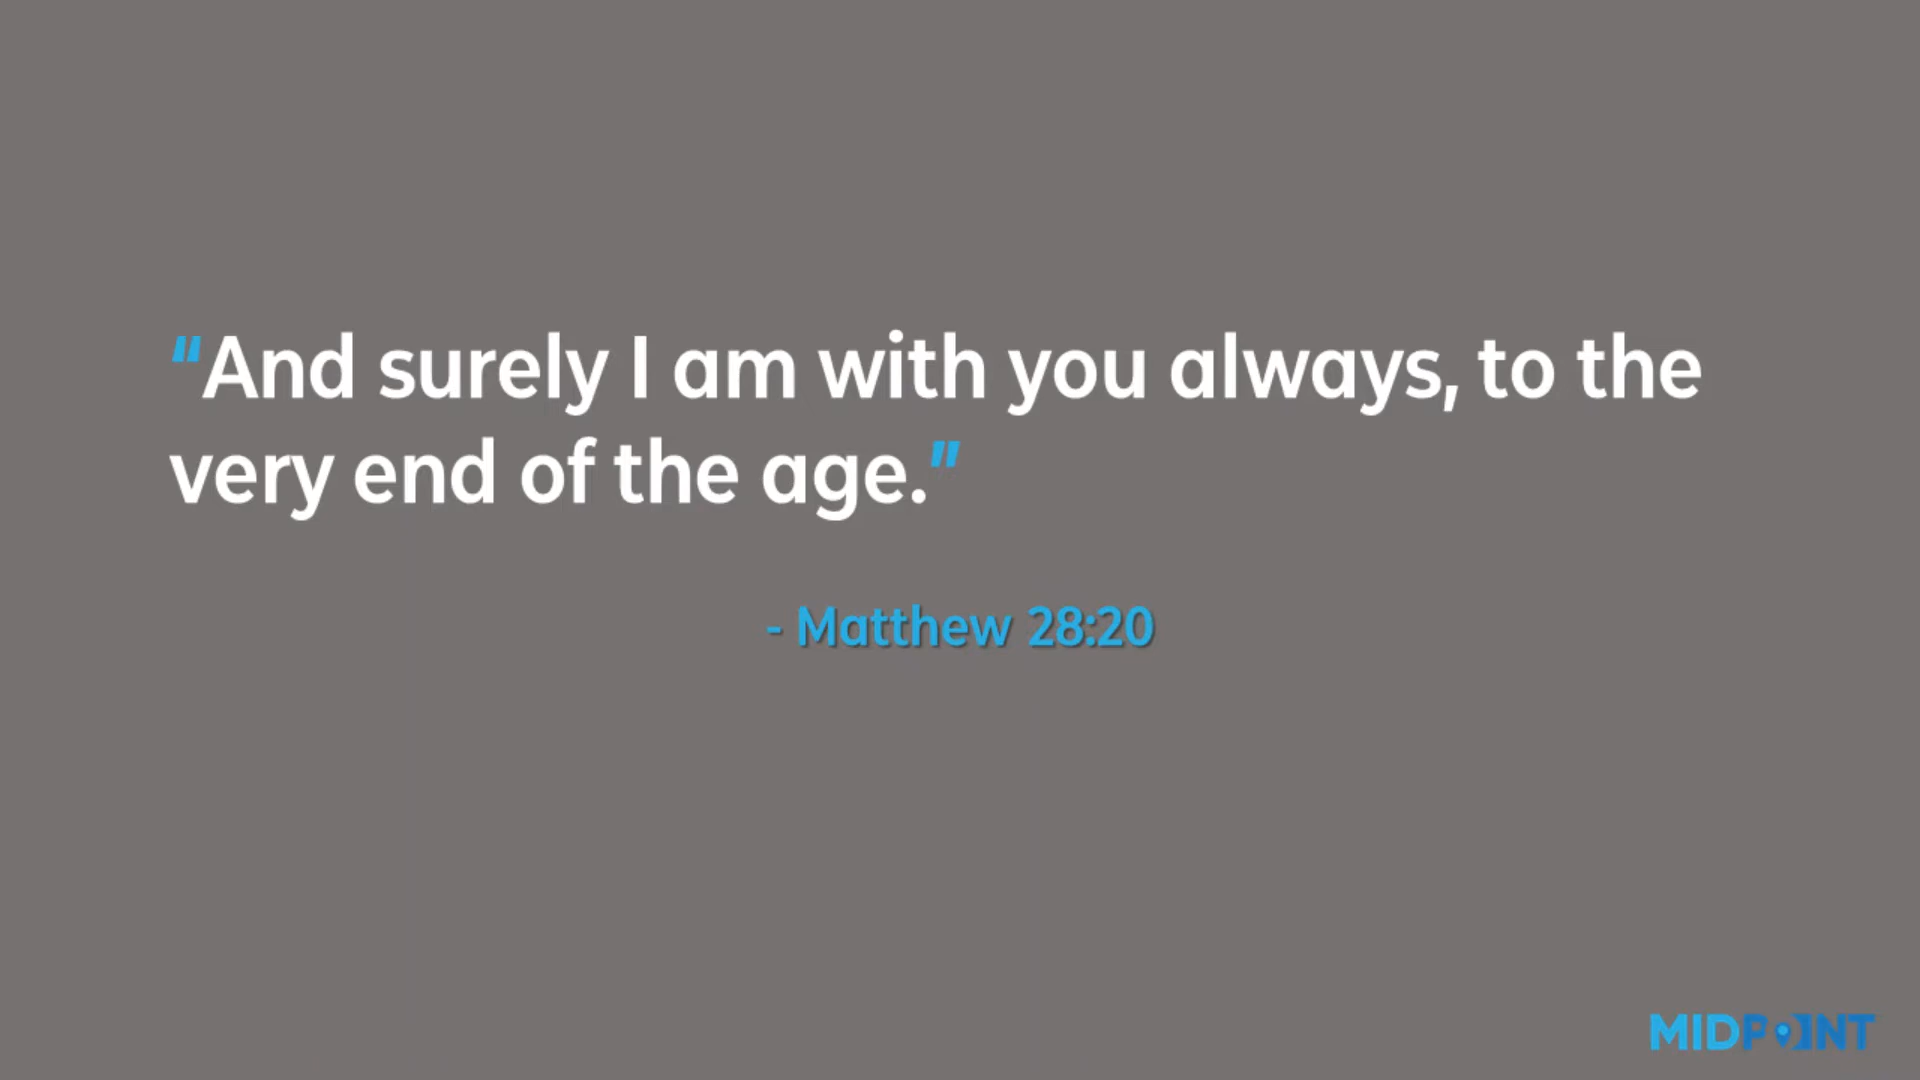 “And surely I am with you always, to the
very end of the age.”
- Matthew 28:20
MIDPOINT